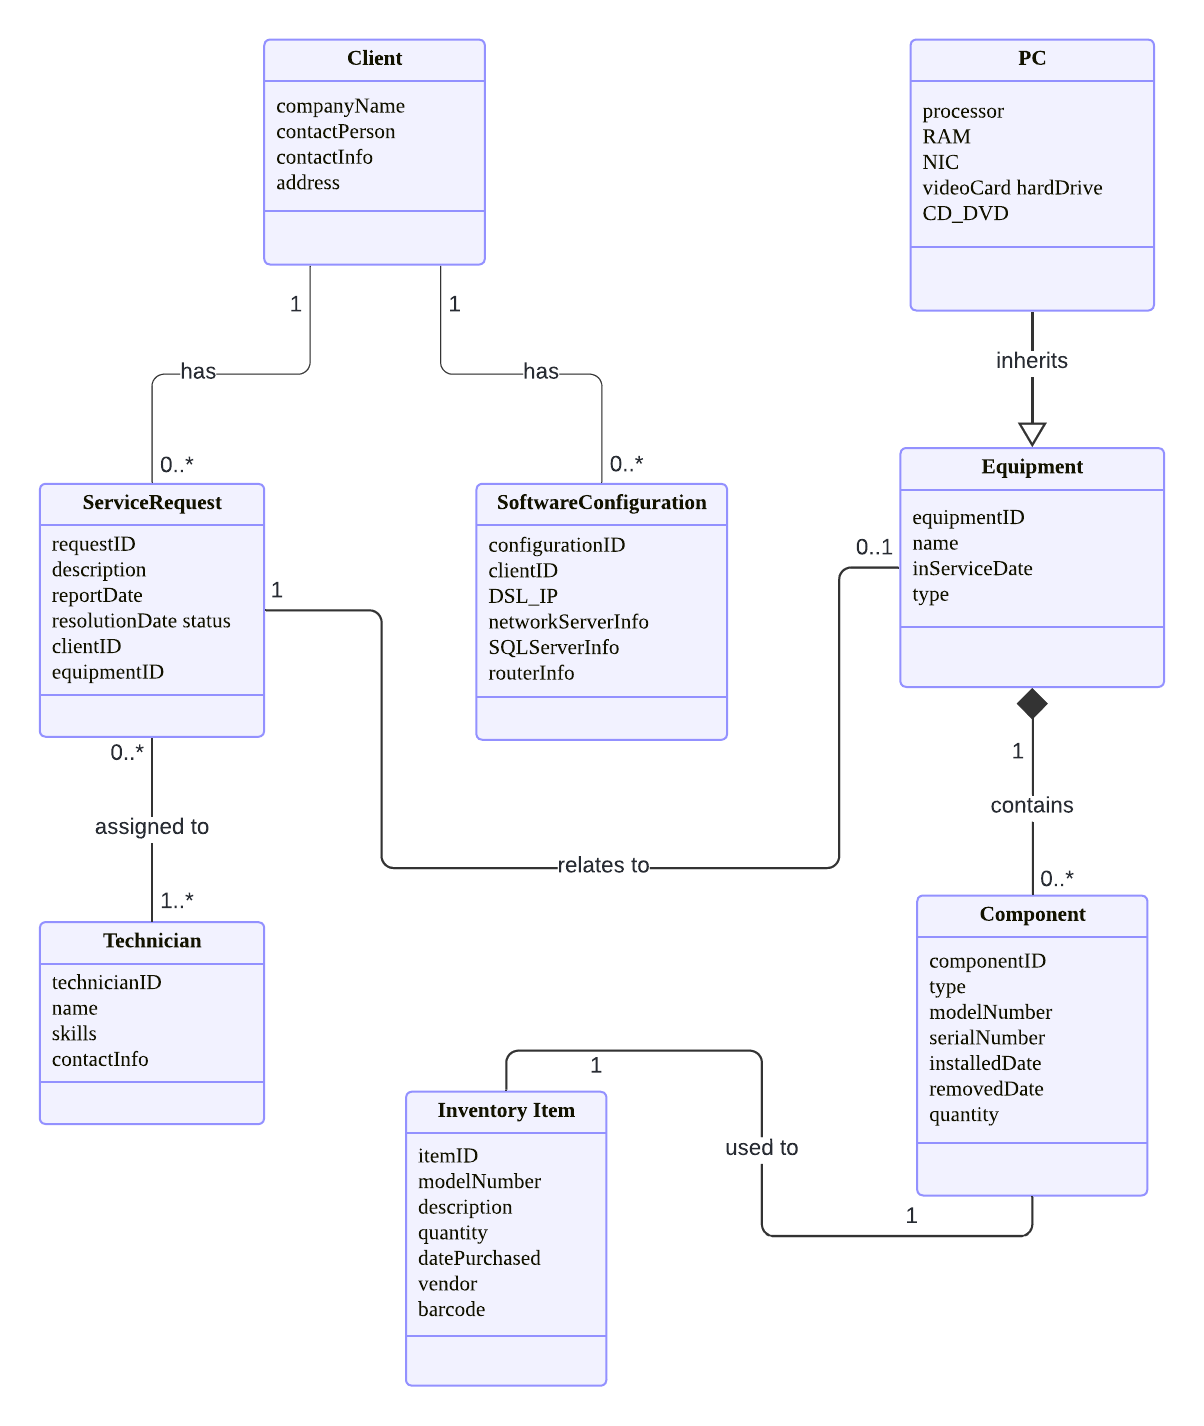 Client
companyName
contactPerson
contactInfo
address
PC
processor
RAM
NIC
videoCard hardDrive
CD_DVD
1
1
has
has
0..*
0..*
inherits
ServiceRequest
requestID
description
reportDate
resolutionDate status
clientID
equipmentID
SoftwareConfiguration
configurationID
clientID
DSL_IP
networkServerInfo
SQLServerInfo
routerInfo
Equipment
equipmentID
name
inServiceDate
type
1
0..1
relates to
0..*
assigned to
1..*
1
contains
0..*
Technician
technicianID
name
skills
contactInfo
Component
componentID
type
modelNumber
serialNumber
installedDate
removedDate
quantity
1
used to
1
Inventory Item
itemID
modelNumber
description
quantity
datePurchased
vendor
barcode